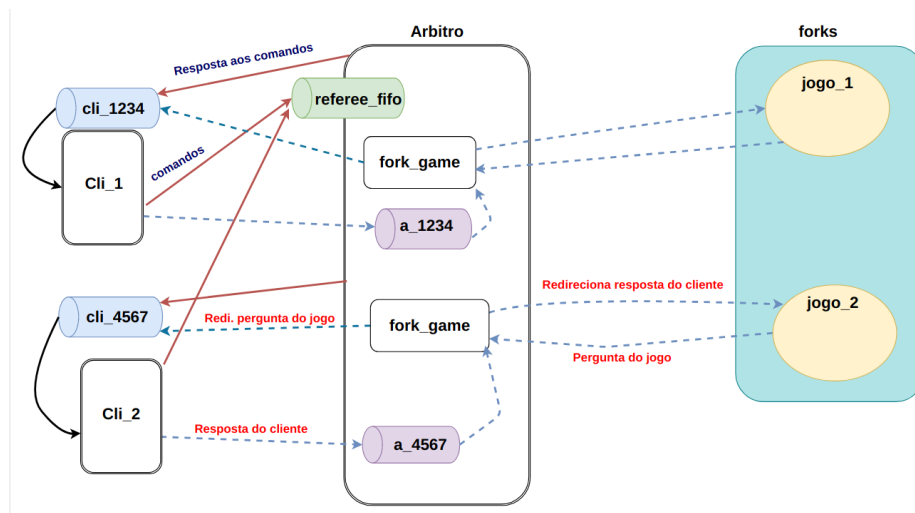 Arbitro
forks
Resposta aos comandos
jogo_1
cli_1234
referee_fifo
comandos
fork_game
Cli_1
a_1234
Redireciona resposta do cliente
cli_4567
Redi. pergunta do jogo
fork_game
jogo_2
Pergunta do jogo
Cli_2
Resposta do cliente
a_4567